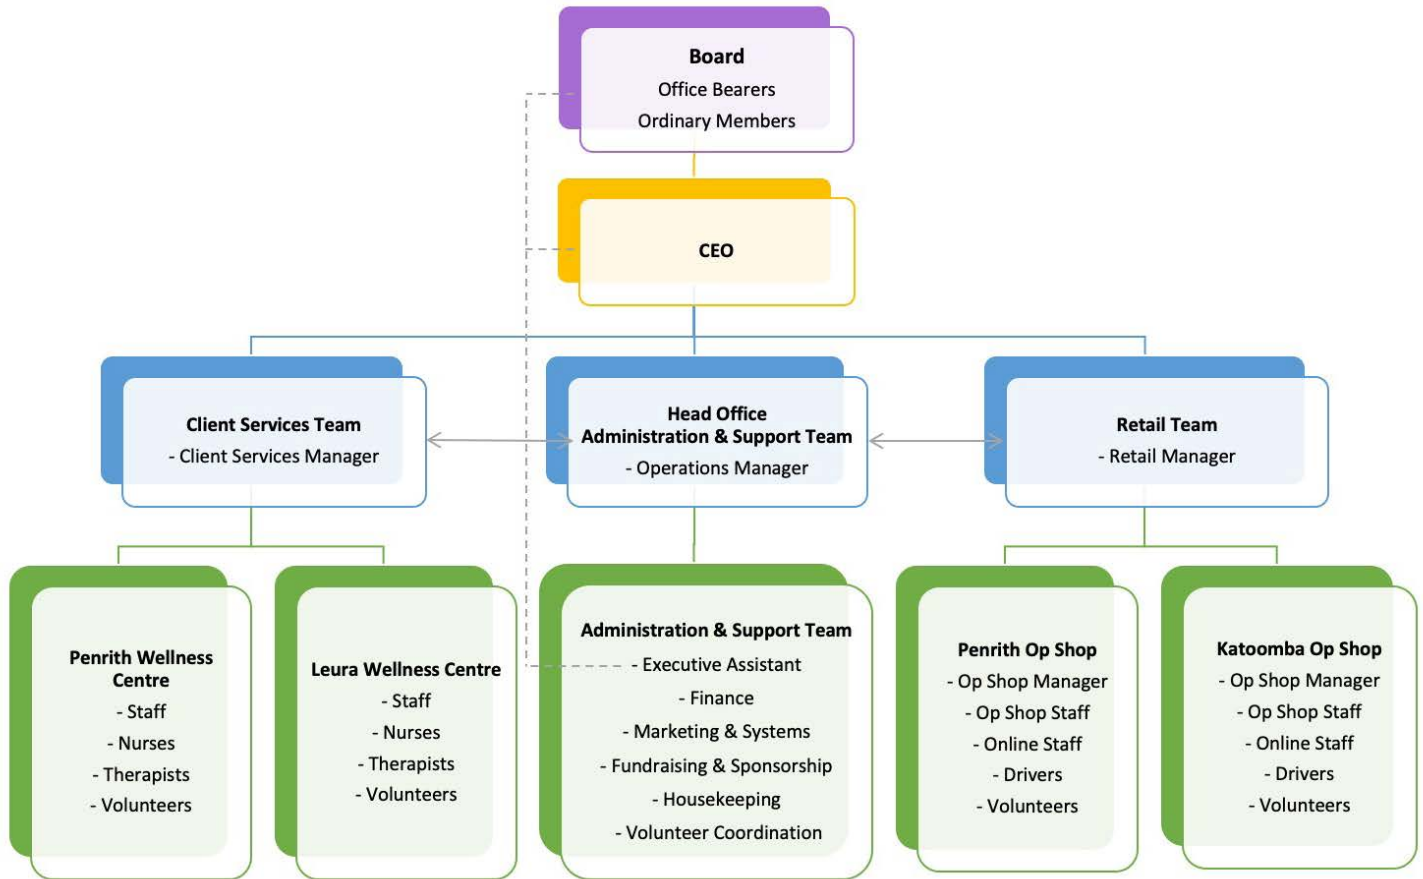 Board
Office Bearers
Ordinary Members
CEO
Client Services Team
- Client Services Manager
Head Office
Administration & Support Team
- Operations Manager
Retail Team
- Retail Manager
Penrith Wellness
Centre
- Staff
- Nurses
- Therapists
- Volunteers
Leura Wellness Centre
- Staff
- Nurses
- Therapists
- Volunteers
Administration & Support Team
- Executive Assistant
- Finance
- Marketing & Systems
- Fundraising & Sponsorship
- Housekeeping
- Volunteer Coordination
Penrith Op Shop
- Op Shop Manager
- Op Shop Staff
- Online Staff
- Drivers
- Volunteers
Katoomba Op Shop
- Op Shop Manager
- Op Shop Staff
- Online Staff
- Drivers
- Volunteers